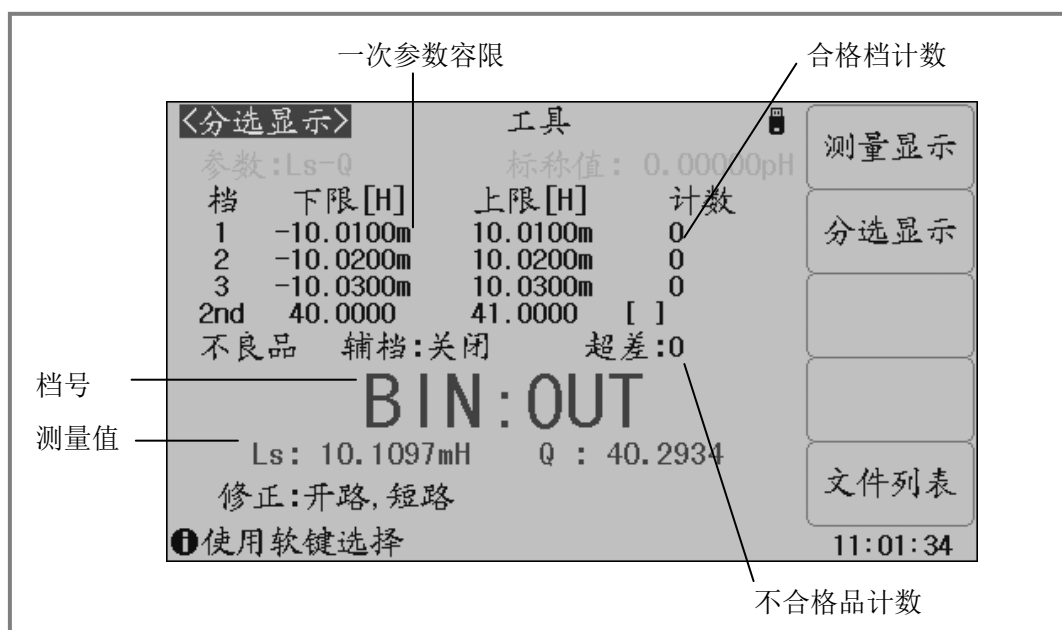 一次参数容限 合格档计数
<分选显示> 工具 测量显示
参数:Ls-Q 标称值: 0.00000pH
档 下限[H] 上限[H] 计数
1 -10.0100m 10.0100m 0 分选显示
2 -10.0200m 10.0200m 0
3 -10.0300m 10.0300m 0
2nd 40.0000 41.0000 [ ]
不良品 辅档:关闭 超差:0
档号 BIN:OUT
测量值
Ls: 10.1097mH Q : 40.2934
修正:开路,短路 文件列表
使用软键选择 11:01:34
不合格品计数